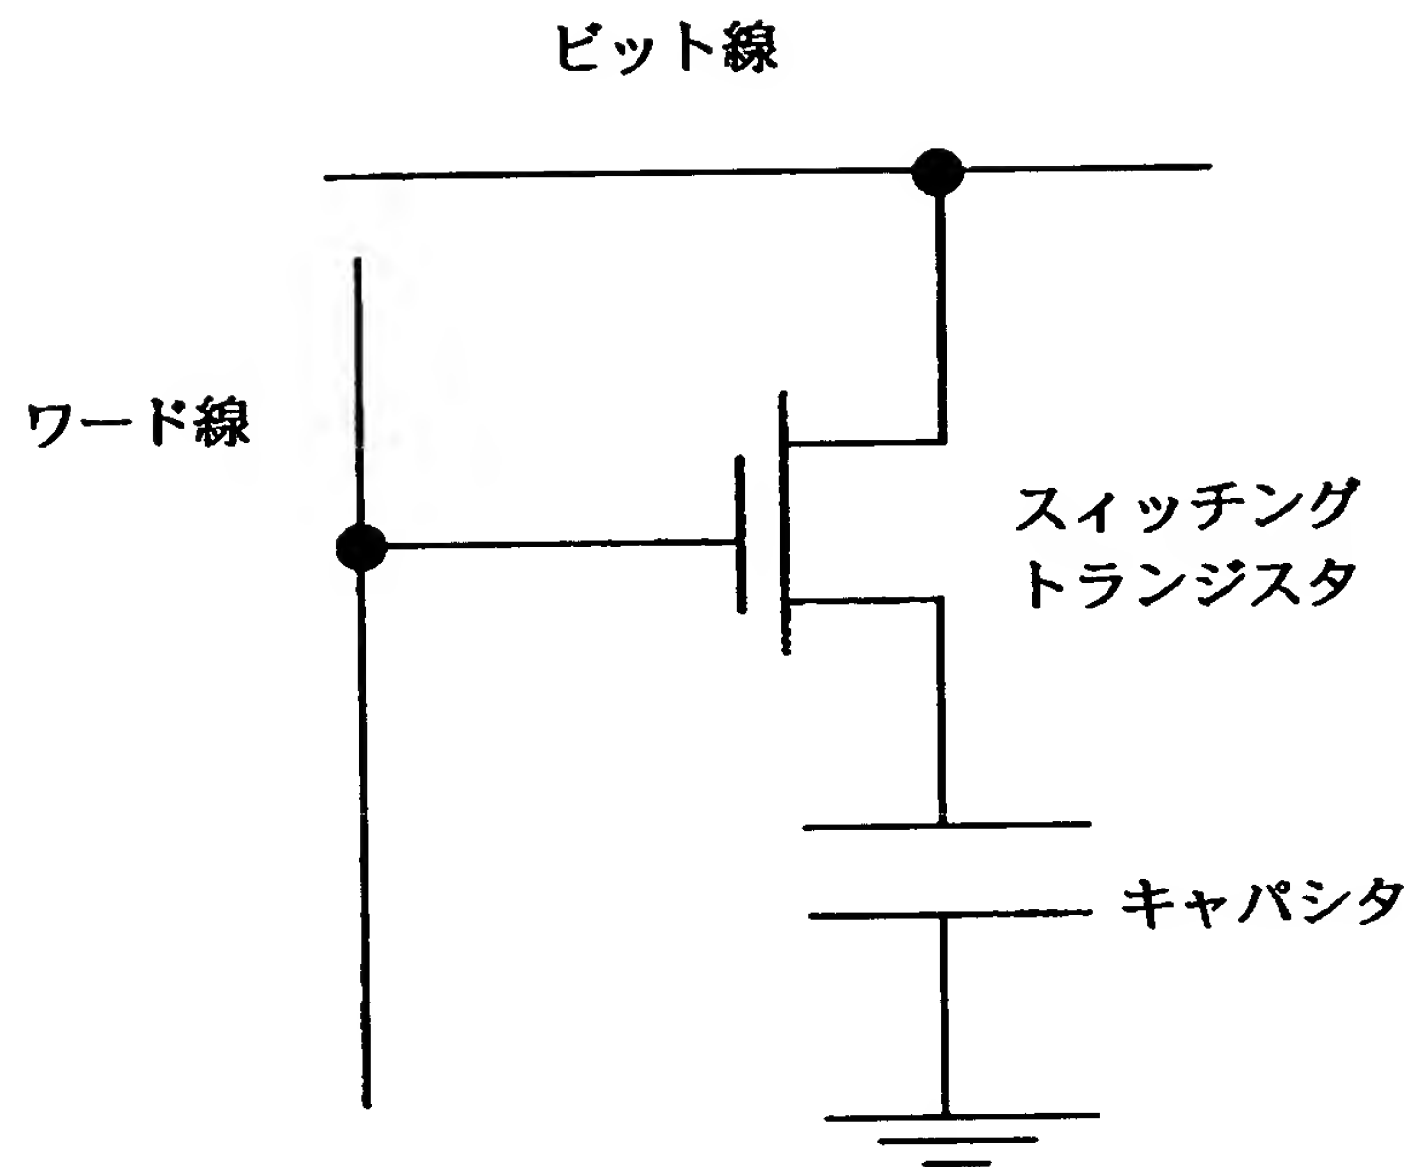 ビット線
ワード線
スイッチング
トランジスタ
キャパシタ